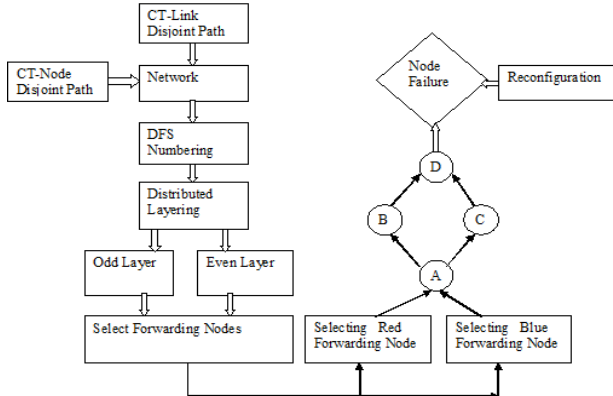 CT-Link
Disjoint Path
CT-Node
Disjoint Path
Network
DFS
Numbering
Distributed
Layering
Odd Layer
Even Layer
Select Forwarding Nodes
Node
Failure
Reconfiguration
D
B
C
A
Selecting Red
Forwarding Node
Selecting Blue
Forwarding Node